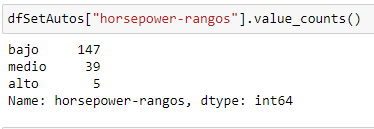 dfSetAutos["horsepower-rangos"].value_counts()
bajo     147
medio     39
alto       5
Name: horsepower-rangos, dtype: int64